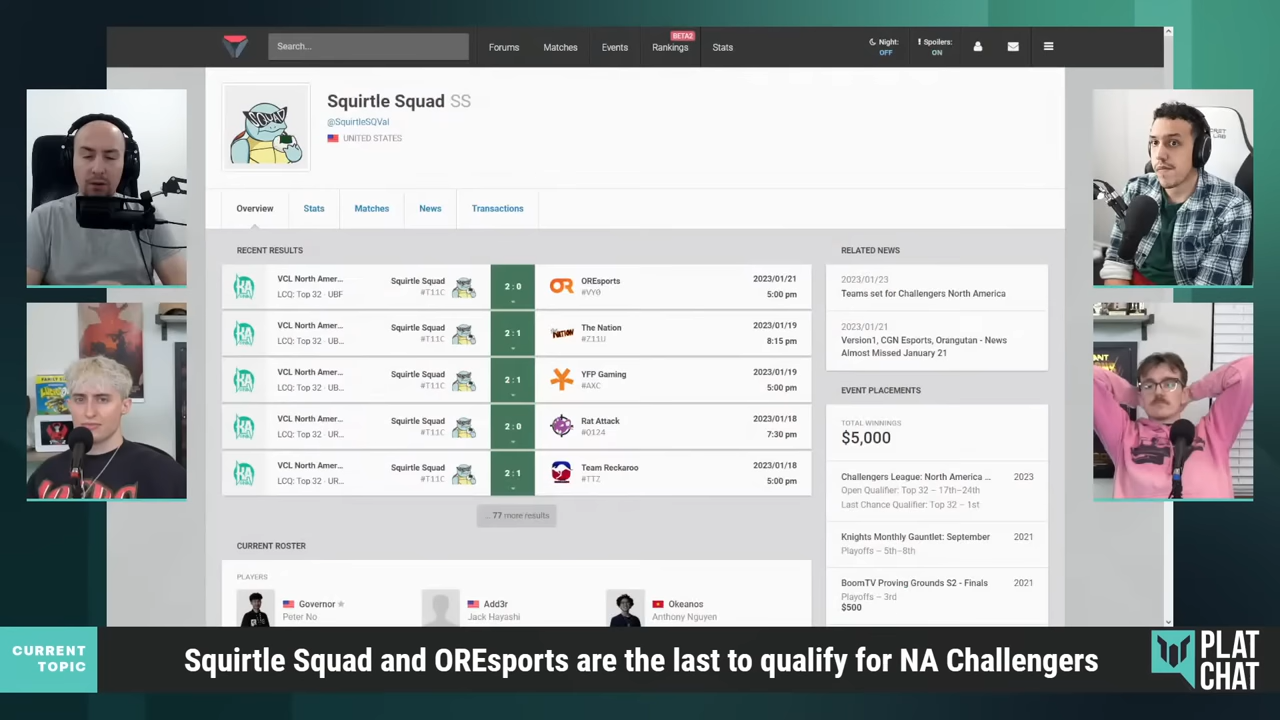 Search...
Forums
Matches
Events
Rankings
BETA2
Stats
Night:
OFF
Spoilers:
ON
Squirtle Squad SS
@SquirtleSQVal
UNITED STATES
SQUAD
Overview
Stats
Matches
News
Transactions
RECENT RESULTS
VCL North Amer...
LCQ: Top 32 - UBF
Squirtle Squad
#T11C
2 : 0
OREsports
#VY0
2023/01/21
5:00 pm
VCL North Amer...
LCQ: Top 32 - UB...
Squirtle Squad
#T11C
2 : 1
The Nation
#Z11U
2023/01/19
8:15 pm
VCL North Amer...
LCQ: Top 32 - UB...
Squirtle Squad
#T11C
2 : 1
YFP Gaming
#AXC
2023/01/19
5:00 pm
VCL North Amer...
LCQ: Top 32 - UR...
Squirtle Squad
#T11C
2 : 0
Rat Attack
#Q124
2023/01/18
7:30 pm
VCL North Amer...
LCQ: Top 32 - UR...
Squirtle Squad
#T11C
2 : 1
Team Reckaroo
#TTZ
2023/01/18
5:00 pm
... 77 more results
CURRENT ROSTER
PLAYERS
Governor
Peter No
Add3r
Jack Hayashi
Okeanos
Anthony Nguyen
RELATED NEWS
2023/01/23
Teams set for Challengers North America
2023/01/21
Version1, CGN Esports, Orangutan - News
Almost Missed January 21
EVENT PLACEMENTS
TOTAL WINNINGS
$5,000
Challengers League: North America ...
2023
Open Qualifier: Top 32 – 17th–24th
Last Chance Qualifier: Top 32 – 1st
Knights Monthly Gauntlet: September
2021
Playoffs – 5th–8th
BoomTV Proving Grounds S2 - Finals
2021
Playoffs – 3rd
$500
CURRENT
TOPIC
Squirtle Squad and OREsports are the last to qualify for NA Challengers
PLAT
CHAT